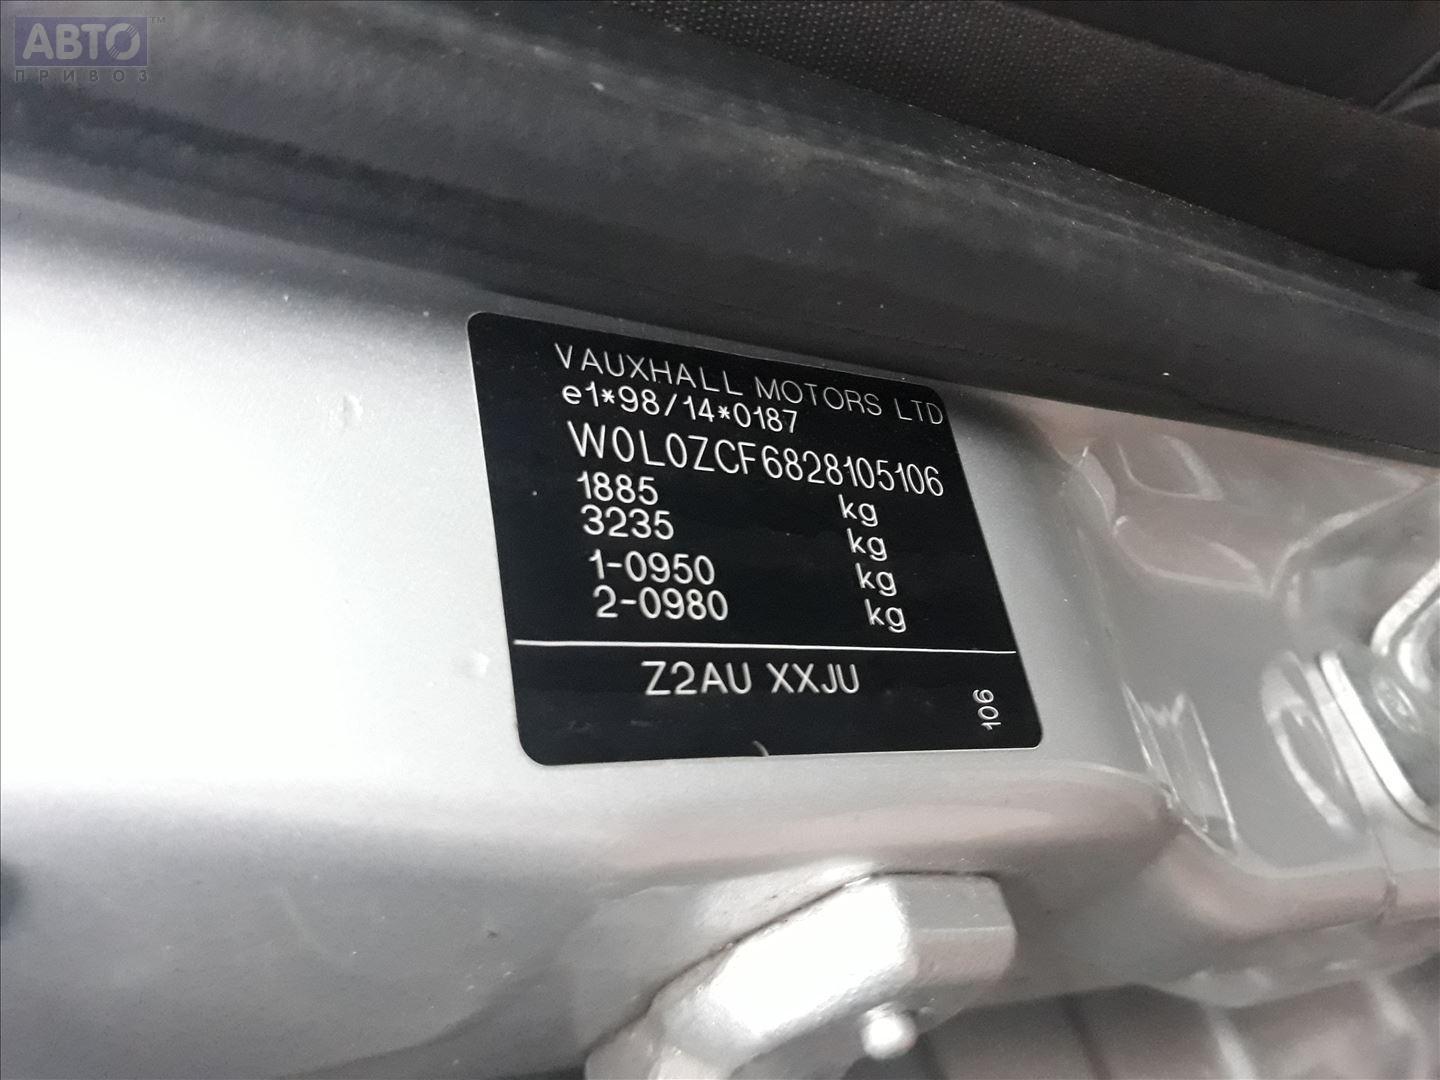 АВТО™
ПРИВОЗ
VAUXHALL MOTORS LTD
e1*98/14*0187
W0L0ZCF6828105106
1885 kg
3235 kg
1-0950 kg
2-0980 kg
Z2AU XXJU
106